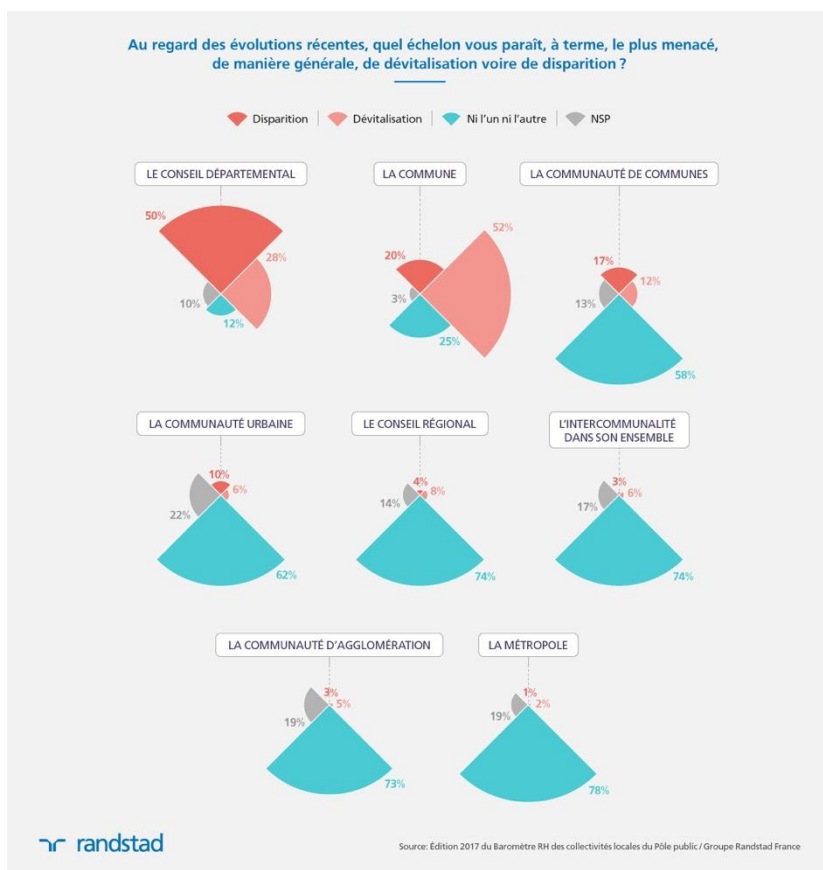 Au regard des évolutions récentes, quel échelon vous paraît, à terme, le plus menacé,
de manière générale, de dévitalisation voire de disparition ?
Disparition
Dévitalisation
Ni l'un ni l'autre
NSP
LE CONSEIL DÉPARTEMENTAL
50%
28%
10%
12%
LA COMMUNE
52%
20%
3%
25%
LA COMMUNAUTÉ DE COMMUNES
17%
12%
13%
58%
LA COMMUNAUTÉ URBAINE
10%
6%
22%
62%
LE CONSEIL RÉGIONAL
4%
8%
14%
74%
L'INTERCOMMUNALITÉ
DANS SON ENSEMBLE
3%
6%
17%
74%
LA COMMUNAUTÉ D'AGGLOMÉRATION
3%
5%
19%
73%
LA MÉTROPOLE
1%
2%
19%
78%
randstad
Source: Édition 2017 du Baromètre RH des collectivités locales du Pôle public / Groupe Randstad France